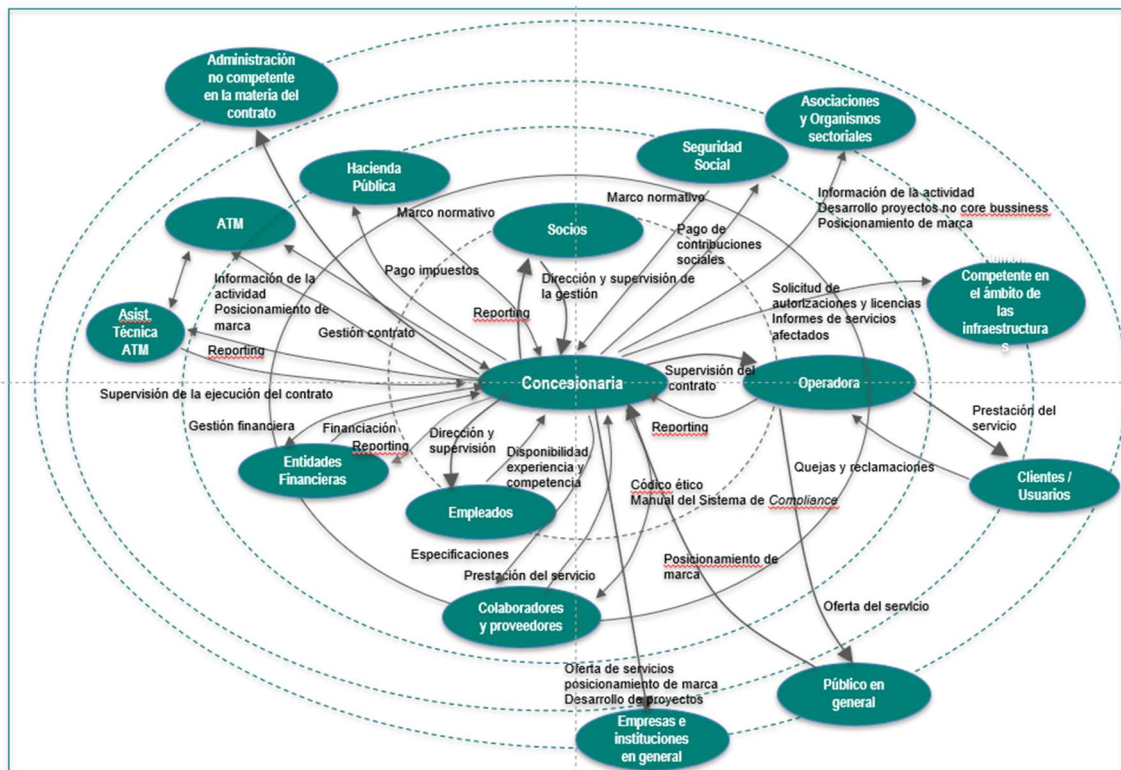 Administración
no competente
en la materia del
contrato
Asociaciones
y Organismos
sectoriales
Seguridad
Social
Hacienda
Pública
Marco normativo
Marco normativo
Información de la actividad
Desarrollo proyectos no core bussiness
Posicionamiento de marca
ATM
Socios
Pago de
contribuciones
sociales
Pago impuestos
Dirección y supervisión de
la gestión
Información de la
actividad
Posicionamiento de
marca
Competente en
el ámbito de
las
infraestructura
s
Solicitud de
autorizaciones y licencias
Informes de servicios
afectados
Asist.
Técnica
ATM
Reporting
Gestión contrato
Reporting
Supervisión del
contrato
Concesionaria
Operadora
Supervisión de la ejecución del contrato
Gestión financiera
Financiación
Reporting
Dirección y
supervisión
Reporting
Prestación del
servicio
Entidades
Financieras
Disponibilidad
experiencia y
competencia
Quejas y reclamaciones
Clientes /
Usuarios
Códico ético
Manual del Sistema de Compliance
Empleados
Especificaciones
Prestación del servicio
Posicionamiento de
marca
Colaboradores
y proveedores
Oferta del servicio
Oferta de servicios
posicionamiento de marca
Desarrollo de proyectos
Público en
general
Empresas e
instituciones
en general